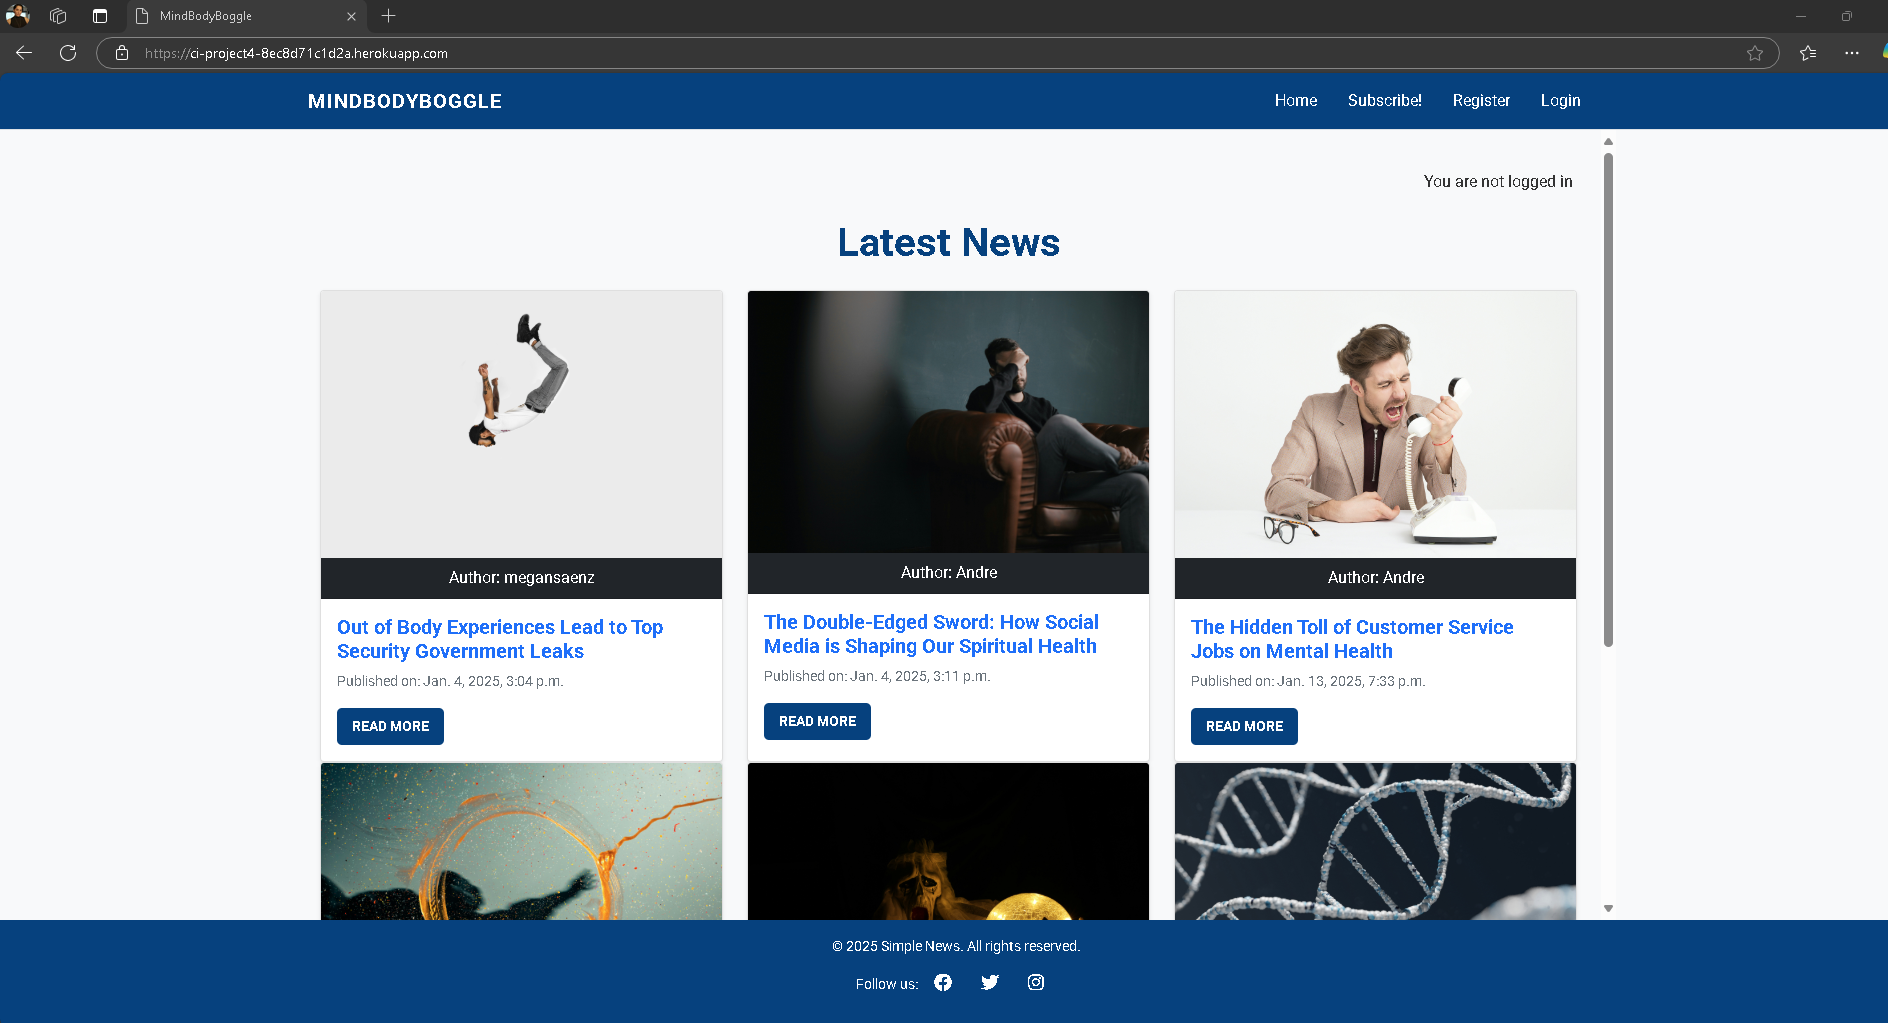 MindBodyBoggle
https://ci-project4-8ec8d71c1d2a.herokuapp.com
MINDBODYBOGGLE
Home Subscribe! Register Login
You are not logged in
Latest News
Author: megansaenz
Out of Body Experiences Lead to Top
Security Government Leaks
Published on: Jan. 4, 2025, 3:04 p.m.
READ MORE
Author: Andre
The Double-Edged Sword: How Social
Media is Shaping Our Spiritual Health
Published on: Jan. 4, 2025, 3:11 p.m.
READ MORE
Author: Andre
The Hidden Toll of Customer Service
Jobs on Mental Health
Published on: Jan. 13, 2025, 7:33 p.m.
READ MORE
© 2025 Simple News. All rights reserved.
Follow us: